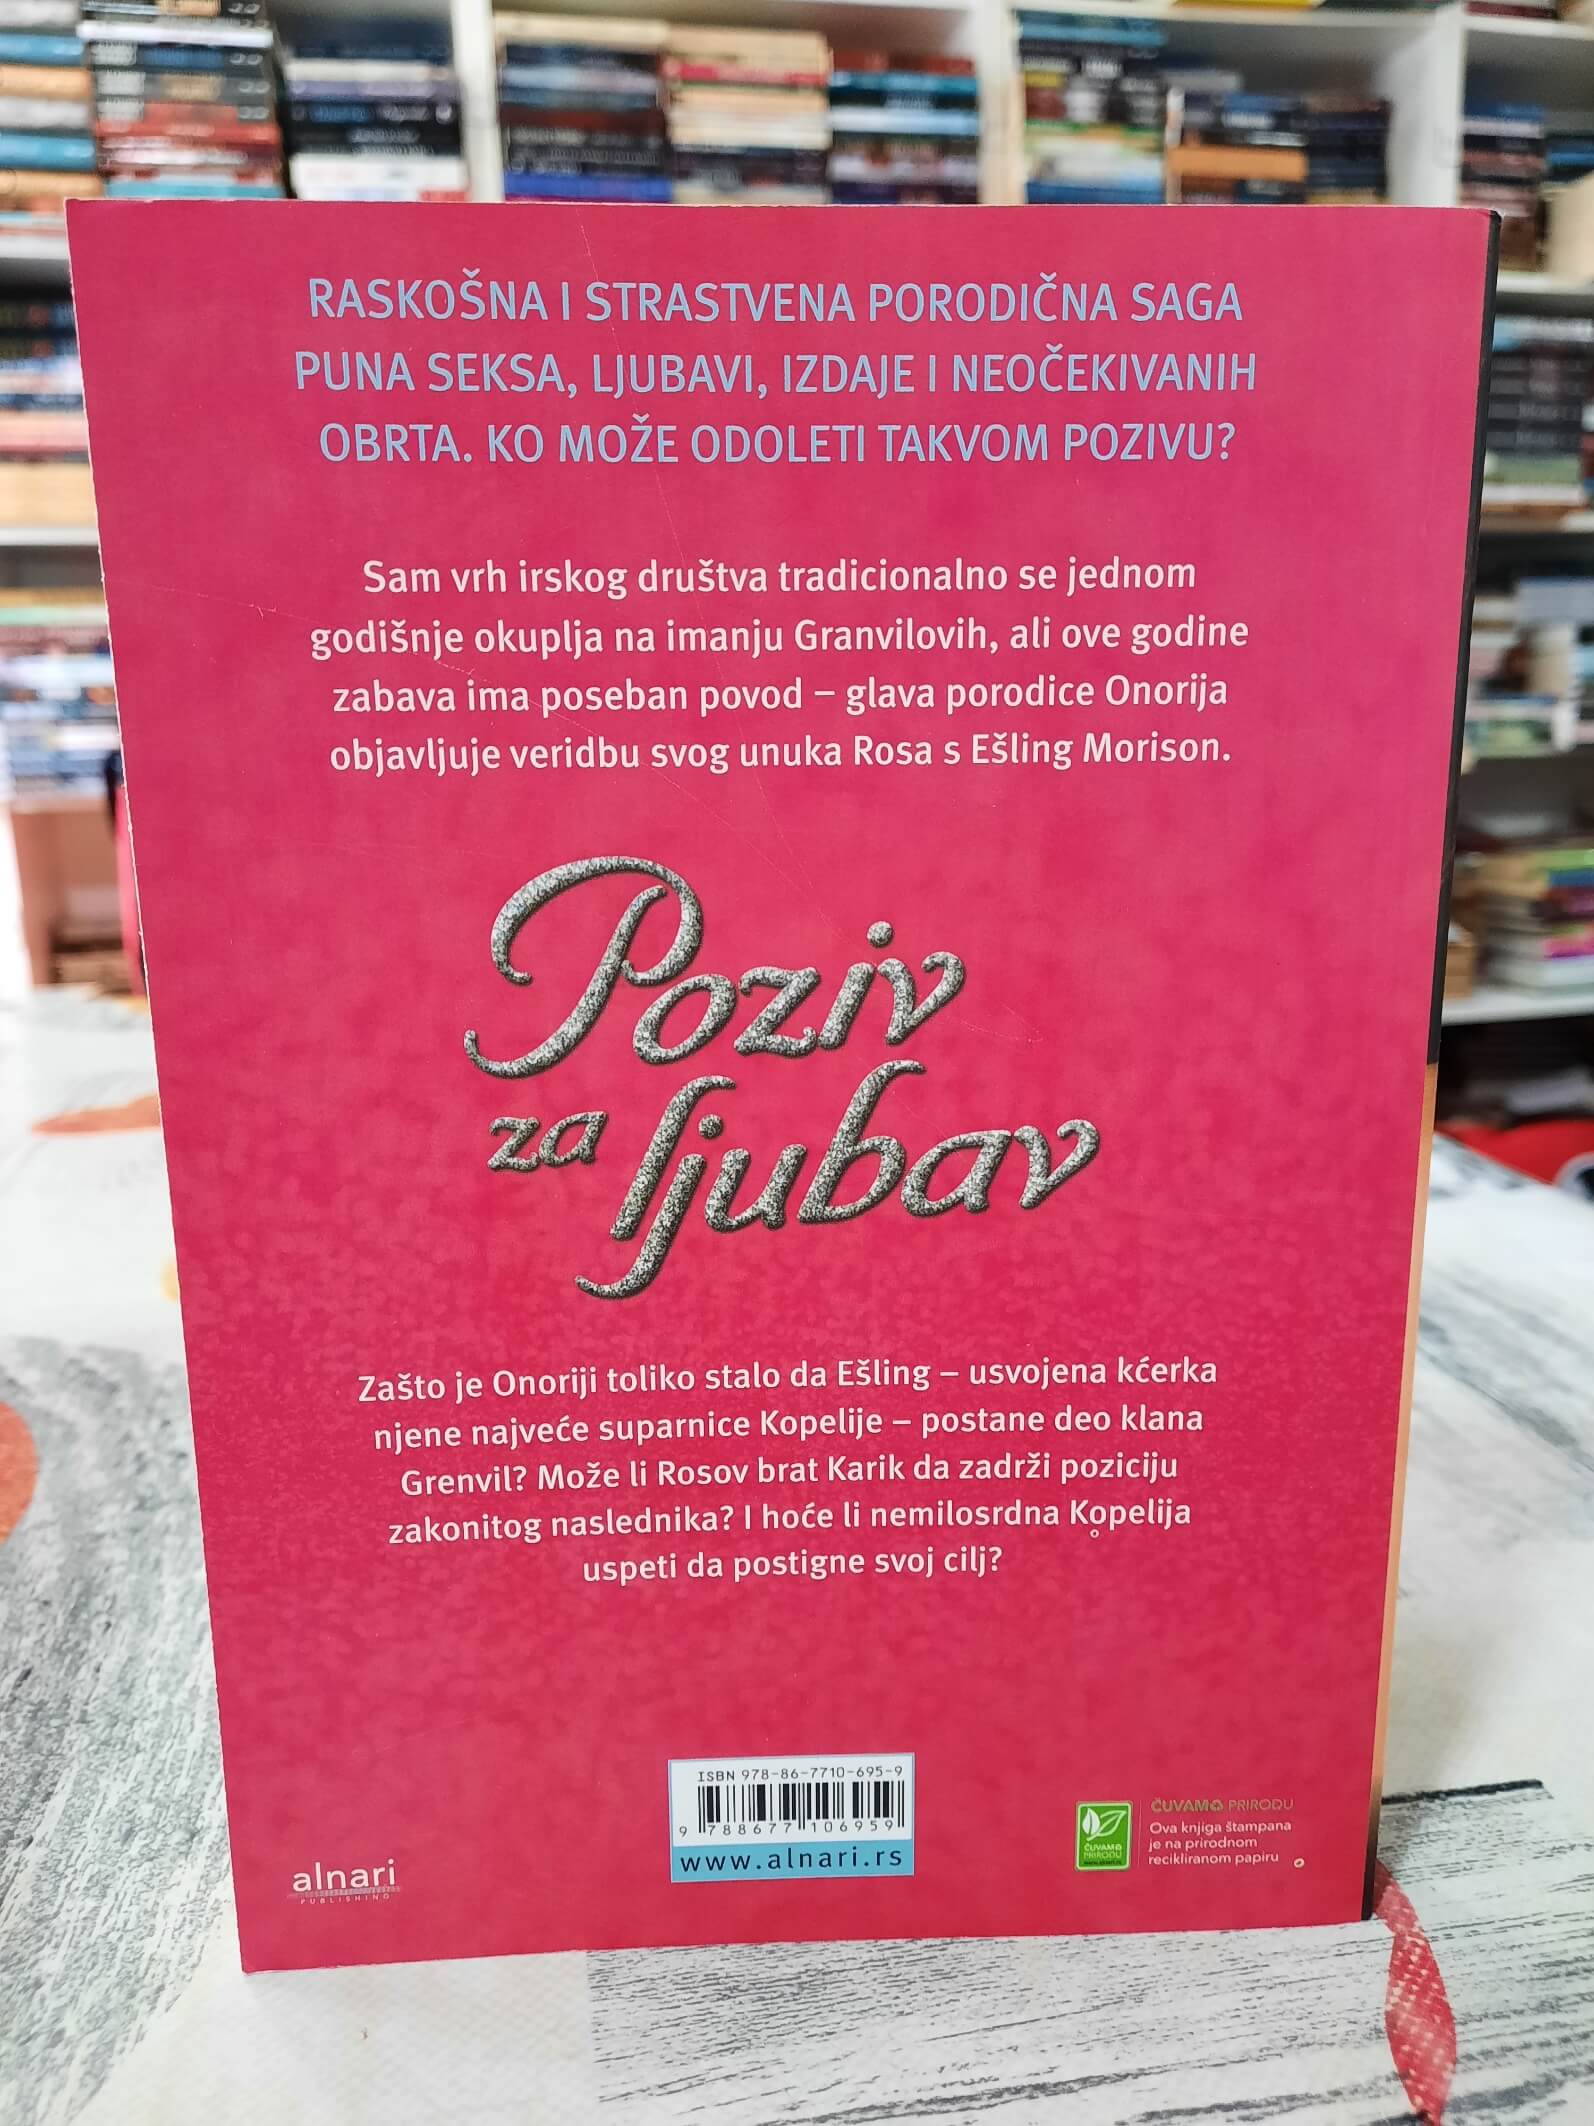 RASKOŠNA I STRASTVENA PORODIČNA SAGA
PUNA SEKSA, LJUBAVI, IZDAJE I NEOČEKIVANIH
OBRTA. KO MOŽE ODOLETI TAKVOM POZIVU?
Sam vrh irskog društva tradicionalno se jednom
godišnje okuplja na imanju Granvilovih, ali ove godine
zabava ima poseban povod – glava porodice Onorija
objavljuje veridbu svog unuka Rosa s Ešling Morison.
Poziv
za ljubav
Zašto je Onoriji toliko stalo da Ešling – usvojena kćerka
njene najveće suparnice Kopelije – postane deo klana
Grenvil? Može li Rosov brat Karik da zadrži poziciju
zakonitog naslednika? I hoće li nemilosrdna Kopelija
uspeti da postigne svoj cilj?
ISBN 978-86-7710-695-9
9 788677 106959
www.alnari.rs
alnari
PUBLISHING
ČUVAMO PRIRODU
www.alnari.rs
ČUVAMO PRIRODU
Ova knjiga štampana
je na prirodnom
recikliranom papiru